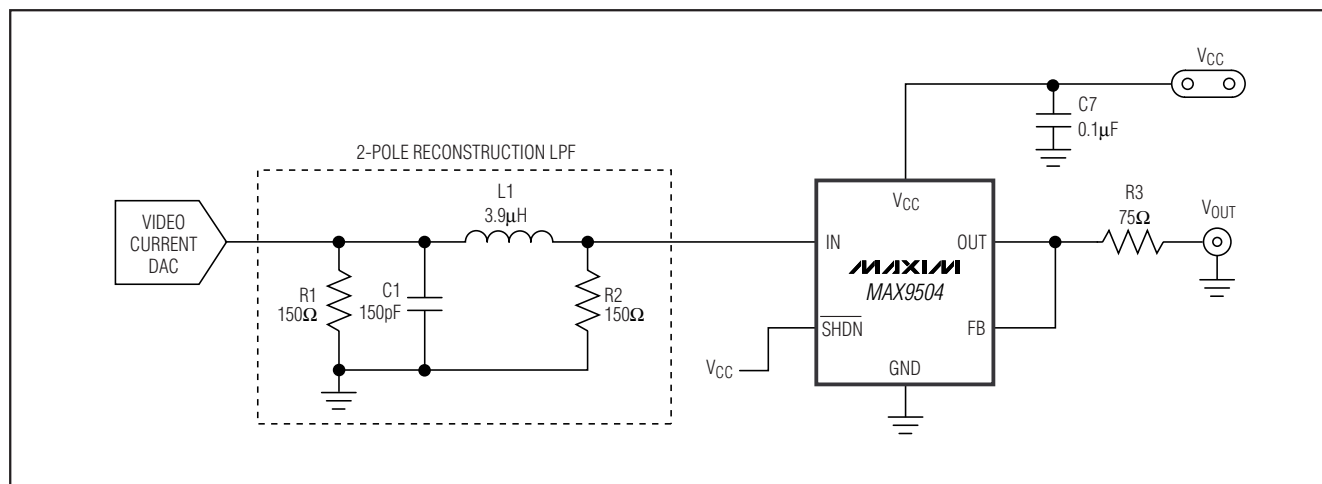 VCC
C7
0.1µF
2-POLE RECONSTRUCTION LPF
L1
3.9µH
VIDEO
CURRENT
DAC
R1
150Ω
C1
150pF
R2
150Ω
VCC
IN
OUT
MAXIM
MAX9504
SHDN
FB
GND
VCC
R3
75Ω
VOUT